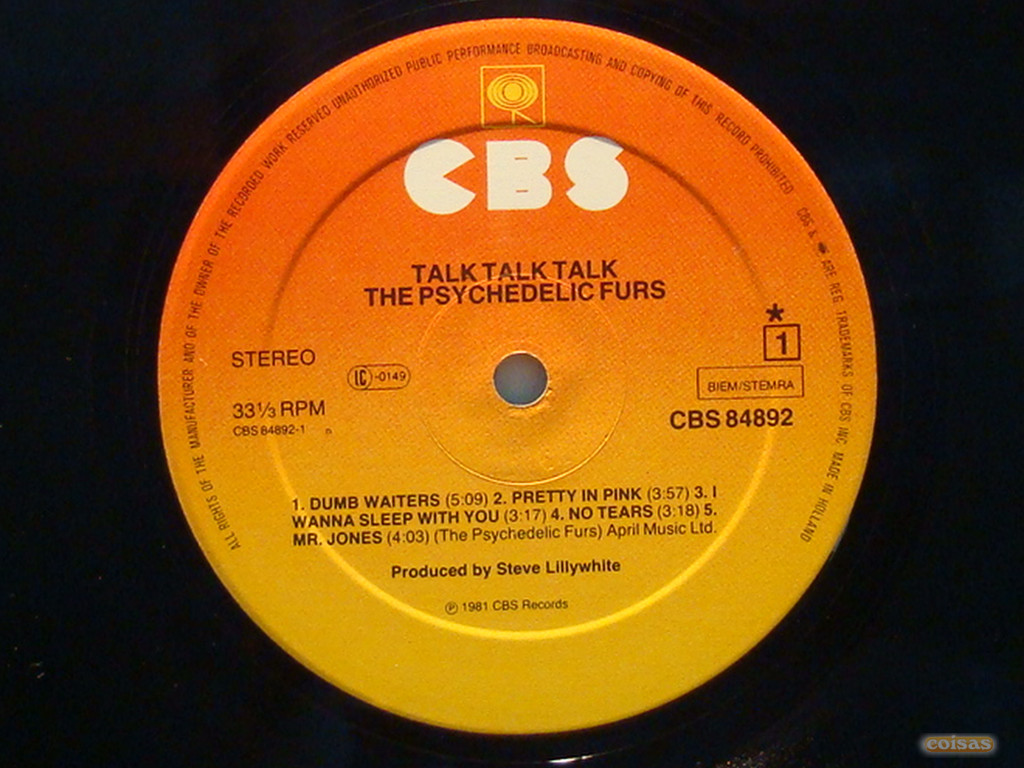 ALL RIGHTS OF THE MANUFACTURER AND OF THE OWNER OF THE RECORDED WORK RESERVED UNAUTHORIZED PUBLIC PERFORMANCE BROADCASTING AND COPYING OF THIS RECORD PROHIBITED CBS & ARE REG. TRADEMARKS OF CBS INC. MADE IN HOLLAND
CBS
TALK TALK TALK
THE PSYCHEDELIC FURS
*
1
STEREO
LC -0149
BIEM/STEMRA
33⅓ RPM
CBS 84892
CBS 84892-1
1. DUMB WAITERS (5:09) 2. PRETTY IN PINK (3:57) 3. I
WANNA SLEEP WITH YOU (3:17) 4. NO TEARS (3:18) 5.
MR. JONES (4:03) (The Psychedelic Furs) April Music Ltd.
Produced by Steve Lillywhite
℗ 1981 CBS Records
coisas